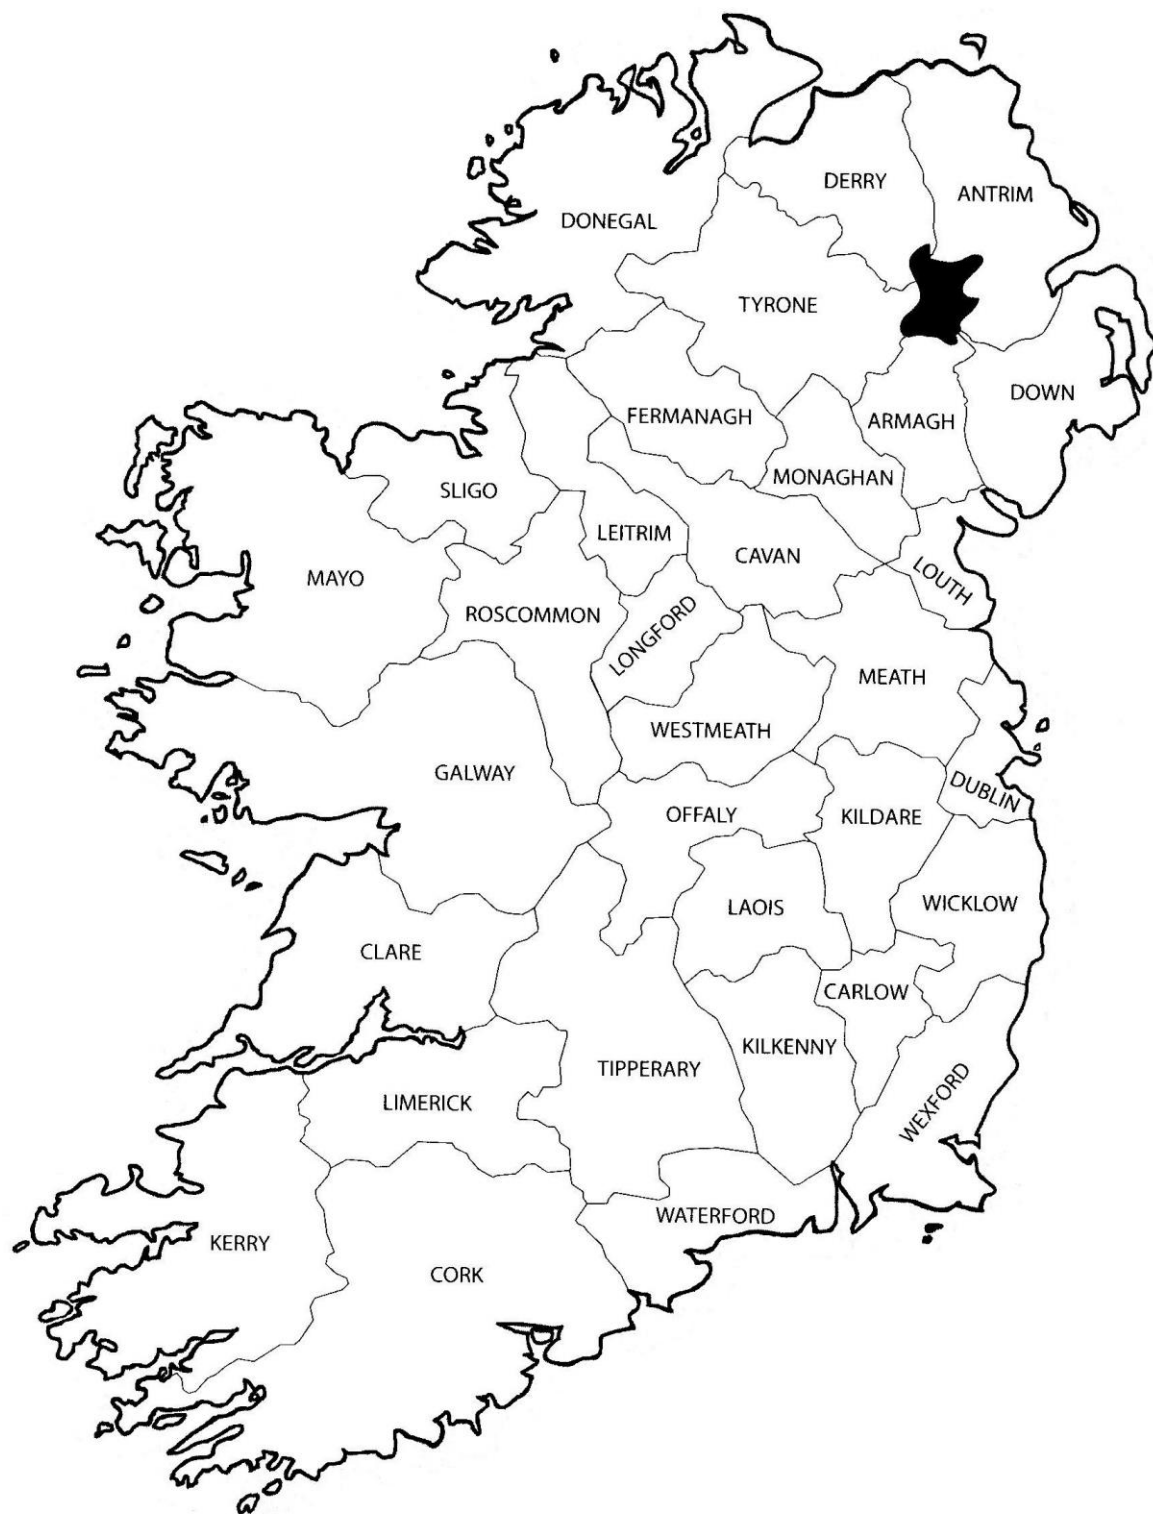 DERRY
ANTRIM
DONEGAL
TYRONE
DOWN
FERMANAGH
ARMAGH
MONAGHAN
SLIGO
LEITRIM
CAVAN
LOUTH
MAYO
ROSCOMMON
LONGFORD
MEATH
WESTMEATH
GALWAY
DUBLIN
OFFALY
KILDARE
LAOIS
WICKLOW
CLARE
CARLOW
KILKENNY
TIPPERARY
LIMERICK
WEXFORD
WATERFORD
KERRY
CORK